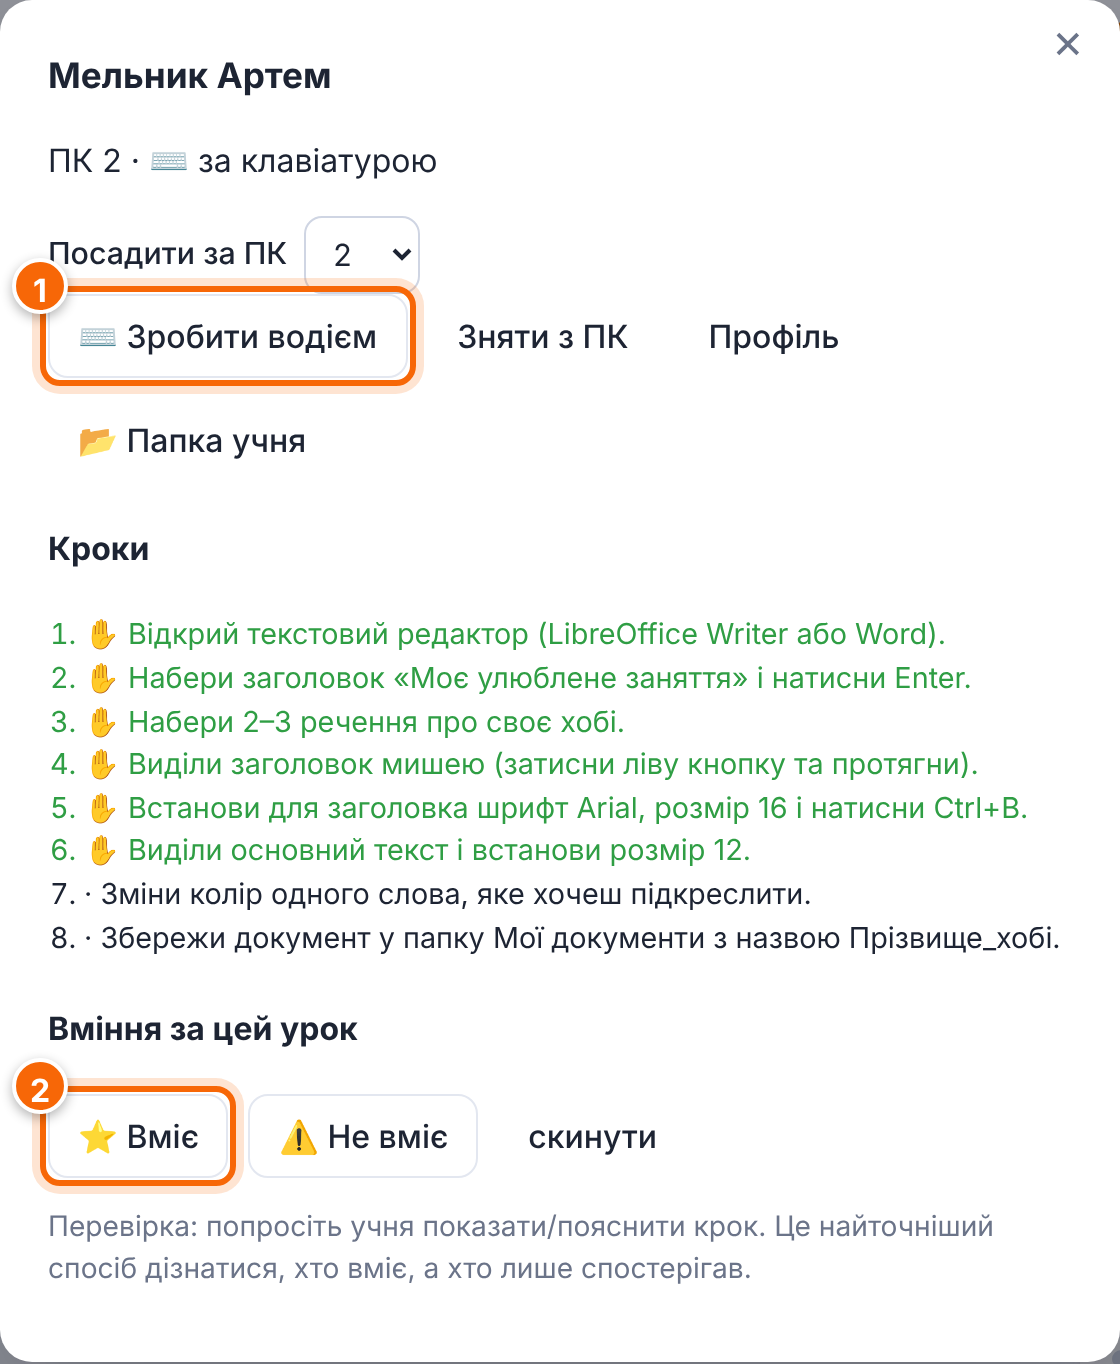 Мельник Артем
ПК 2 · ⌨️ за клавіатурою
Посадити за ПК 2
1
⌨️ Зробити водієм Зняти з ПК Профіль
📂 Папка учня
Кроки
1. ✋ Відкрий текстовий редактор (LibreOffice Writer або Word).
2. ✋ Набери заголовок «Моє улюблене заняття» і натисни Enter.
3. ✋ Набери 2–3 речення про своє хобі.
4. ✋ Виділи заголовок мишею (затисни ліву кнопку та протягни).
5. ✋ Встанови для заголовка шрифт Arial, розмір 16 і натисни Ctrl+B.
6. ✋ Виділи основний текст і встанови розмір 12.
7. · Зміни колір одного слова, яке хочеш підкреслити.
8. · Збережи документ у папку Мої документи з назвою Прізвище_хобі.
Вміння за цей урок
2
⭐ Вміє ⚠️ Не вміє скинути
Перевірка: попросіть учня показати/пояснити крок. Це найточніший
спосіб дізнатися, хто вміє, а хто лише спостерігав.